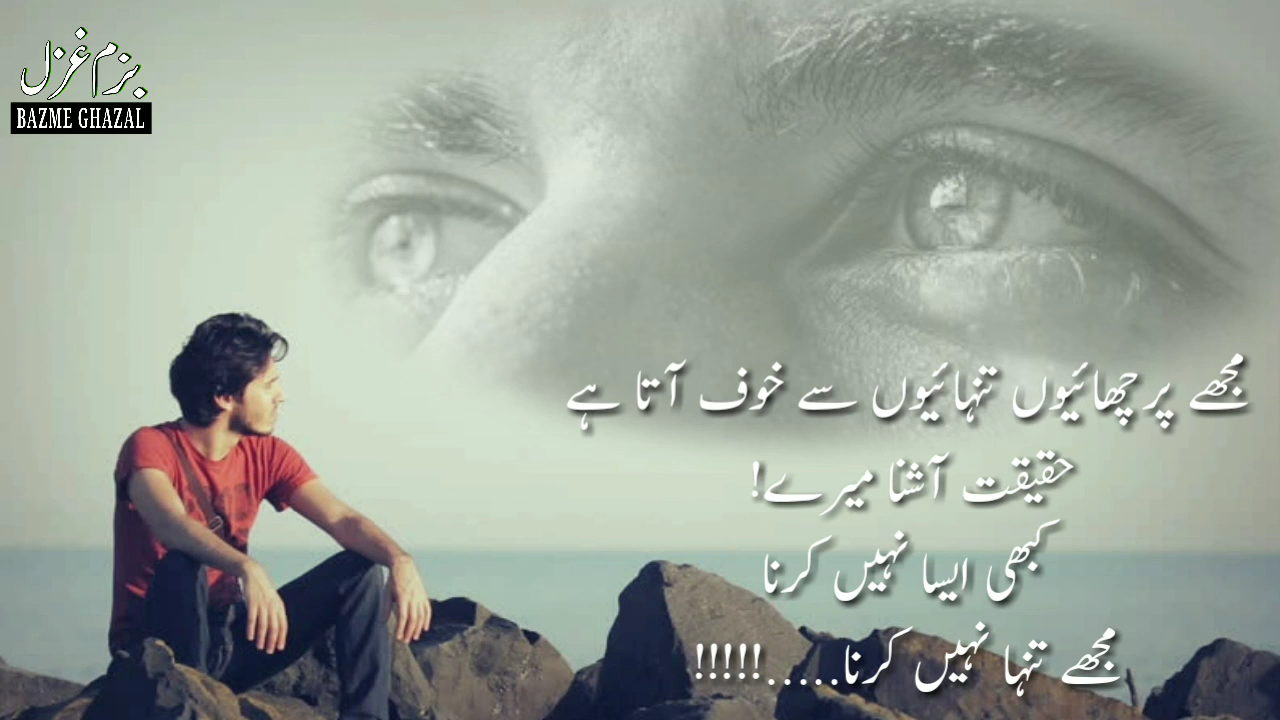 بزم غزل
BAZME GHAZAL
مجھے پرچھائیوں تنہائیوں سے خوف آتا ہے
حقیقت آشنا میرے!
کبھی ایسا نہیں کرنا
مجھے تنہا نہیں کرنا.....!!!!!